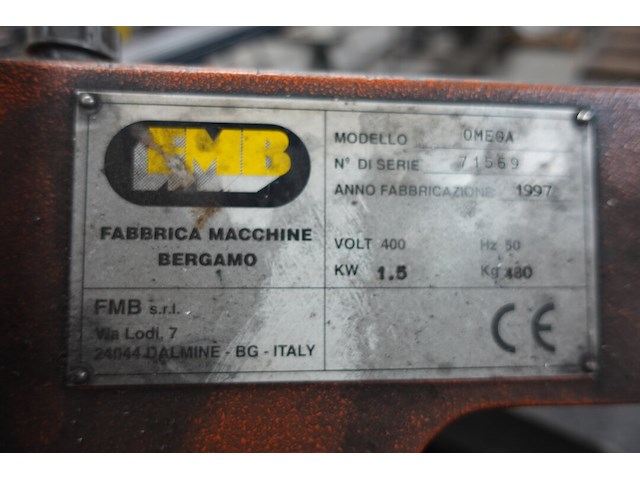 FMB
FABBRICA MACCHINE
BERGAMO
FMB s.r.l.
Via Lodi, 7
24044 DALMINE - BG - ITALY
MODELLO OMEGA
N° DI SERIE 71569
ANNO FABBRICAZIONE 1997
VOLT 400 Hz 50
KW 1.5 Kg 480
CE